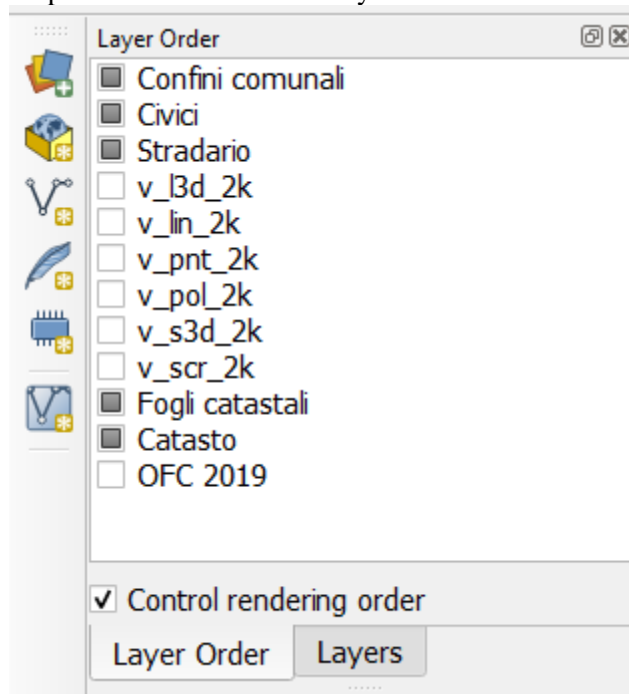 Layer Order
Confini comunali
Civici
Stradario
v_l3d_2k
v_lin_2k
v_pnt_2k
v_pol_2k
v_s3d_2k
v_scr_2k
Fogli catastali
Catasto
OFC 2019
Control rendering order
Layer Order Layers